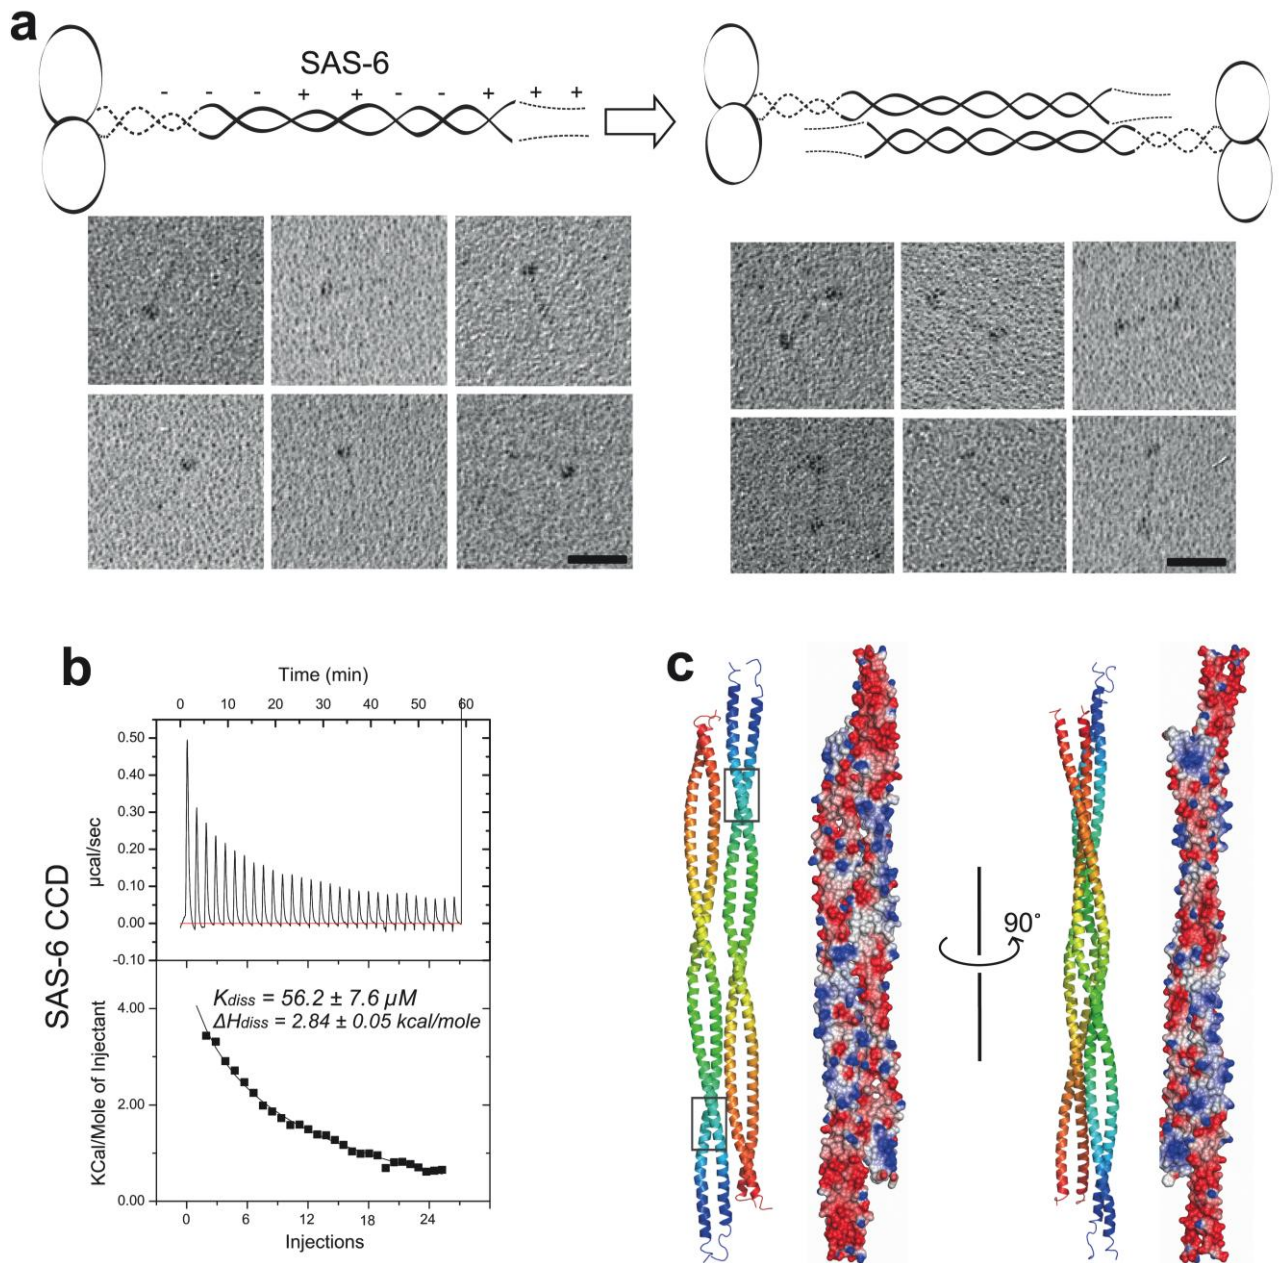 a
SAS-6
- - - + + - - + + +
b
Time (min)
0 10 20 30 40 50 60
0.50
0.40
0.30
0.20
0.10
0.00
-0.10
µcal/sec
SAS-6 CCD
Kdiss = 56.2 ± 7.6 µM
ΔHdiss = 2.84 ± 0.05 kcal/mole
4.00
2.00
0.00
KCal/Mole of Injectant
0 6 12 18 24
Injections
c
90°